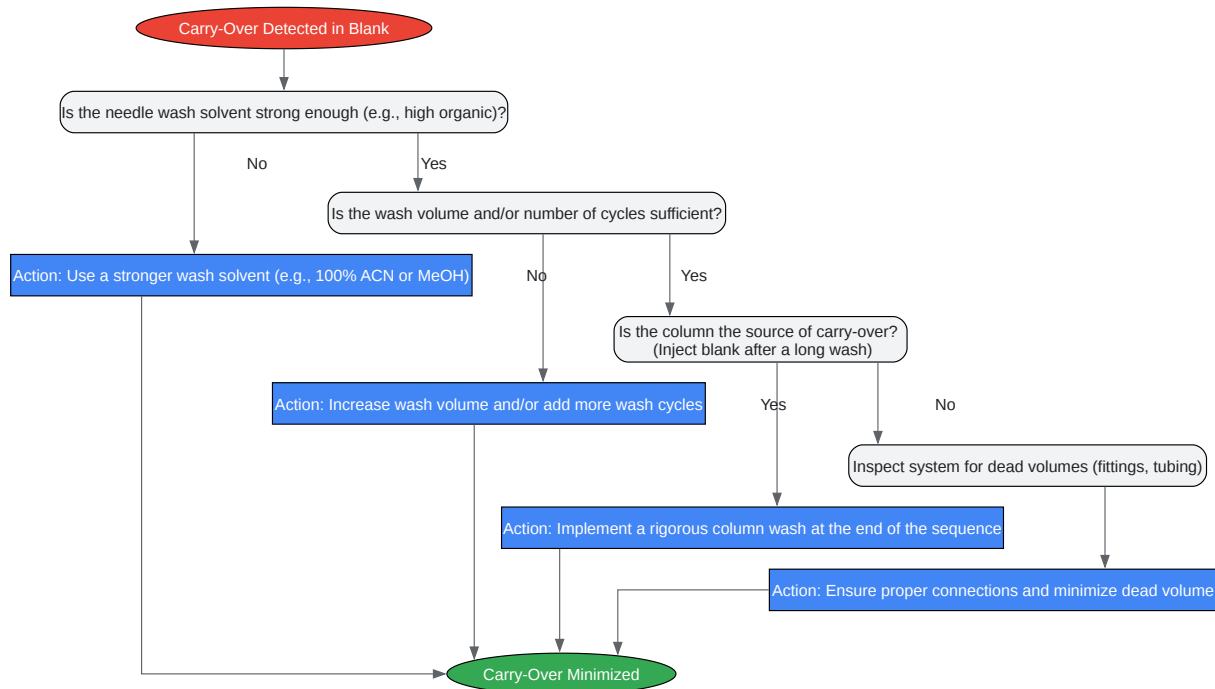 Carry-Over Detected in Blank
Is the needle wash solvent strong enough (e.g., high organic)?
No
Yes
Is the wash volume and/or number of cycles sufficient?
Action: Use a stronger wash solvent (e.g., 100% ACN or MeOH)
No
Yes
Is the column the source of carry-over?
(Inject blank after a long wash)
Action: Increase wash volume and/or add more wash cycles
Yes
No
Inspect system for dead volumes (fittings, tubing)
Action: Implement a rigorous column wash at the end of the sequence
Action: Ensure proper connections and minimize dead volume
Carry-Over Minimized